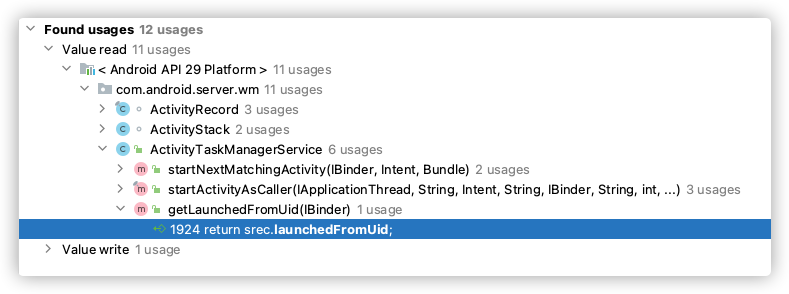 Found usages 12 usages
Value read 11 usages
< Android API 29 Platform > 11 usages
com.android.server.wm 11 usages
ActivityRecord 3 usages
ActivityStack 2 usages
ActivityTaskManagerService 6 usages
startNextMatchingActivity(IBinder, Intent, Bundle) 2 usages
startActivityAsCaller(IApplicationThread, String, Intent, String, IBinder, String, int, ...) 3 usages
getLaunchedFromUid(IBinder) 1 usage
1924 return srec.launchedFromUid;
Value write 1 usage